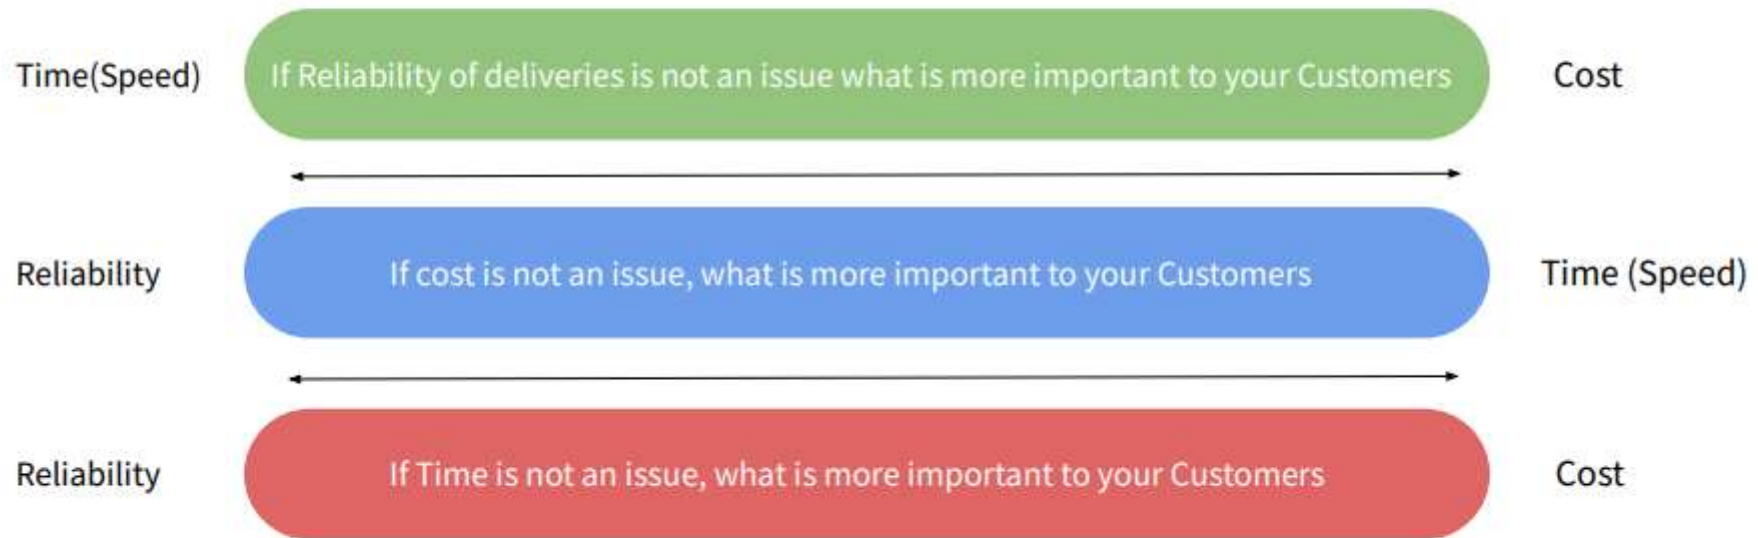 Time(Speed) If Reliability of deliveries is not an issue what is more important to your Customers Cost
Reliability If cost is not an issue, what is more important to your Customers Time (Speed)
Reliability If Time is not an issue, what is more important to your Customers Cost